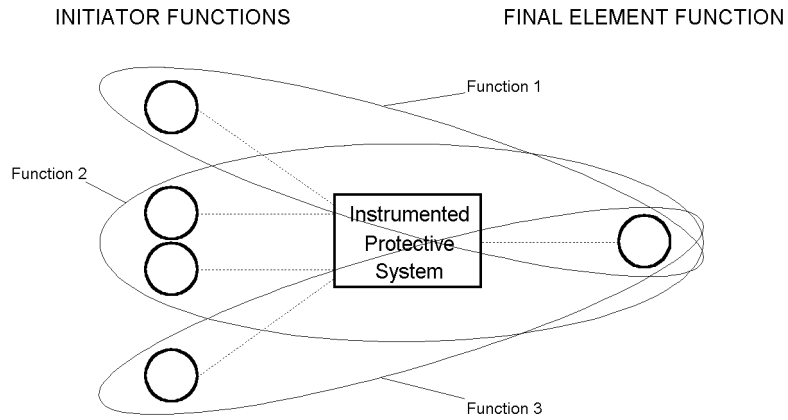 INITIATOR FUNCTIONS
FINAL ELEMENT FUNCTION
Function 1
Function 2
Instrumented
Protective
System
Function 3